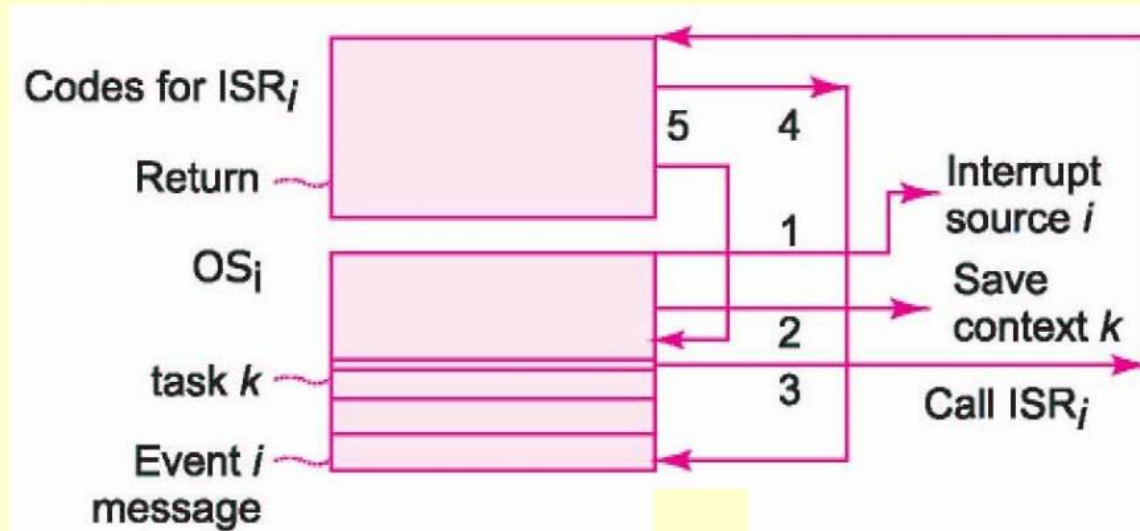 Codes for ISRi
5
4
Return
Interrupt
source i
1
OSi
Save
context k
2
task k
3
Call ISRi
Event i
message